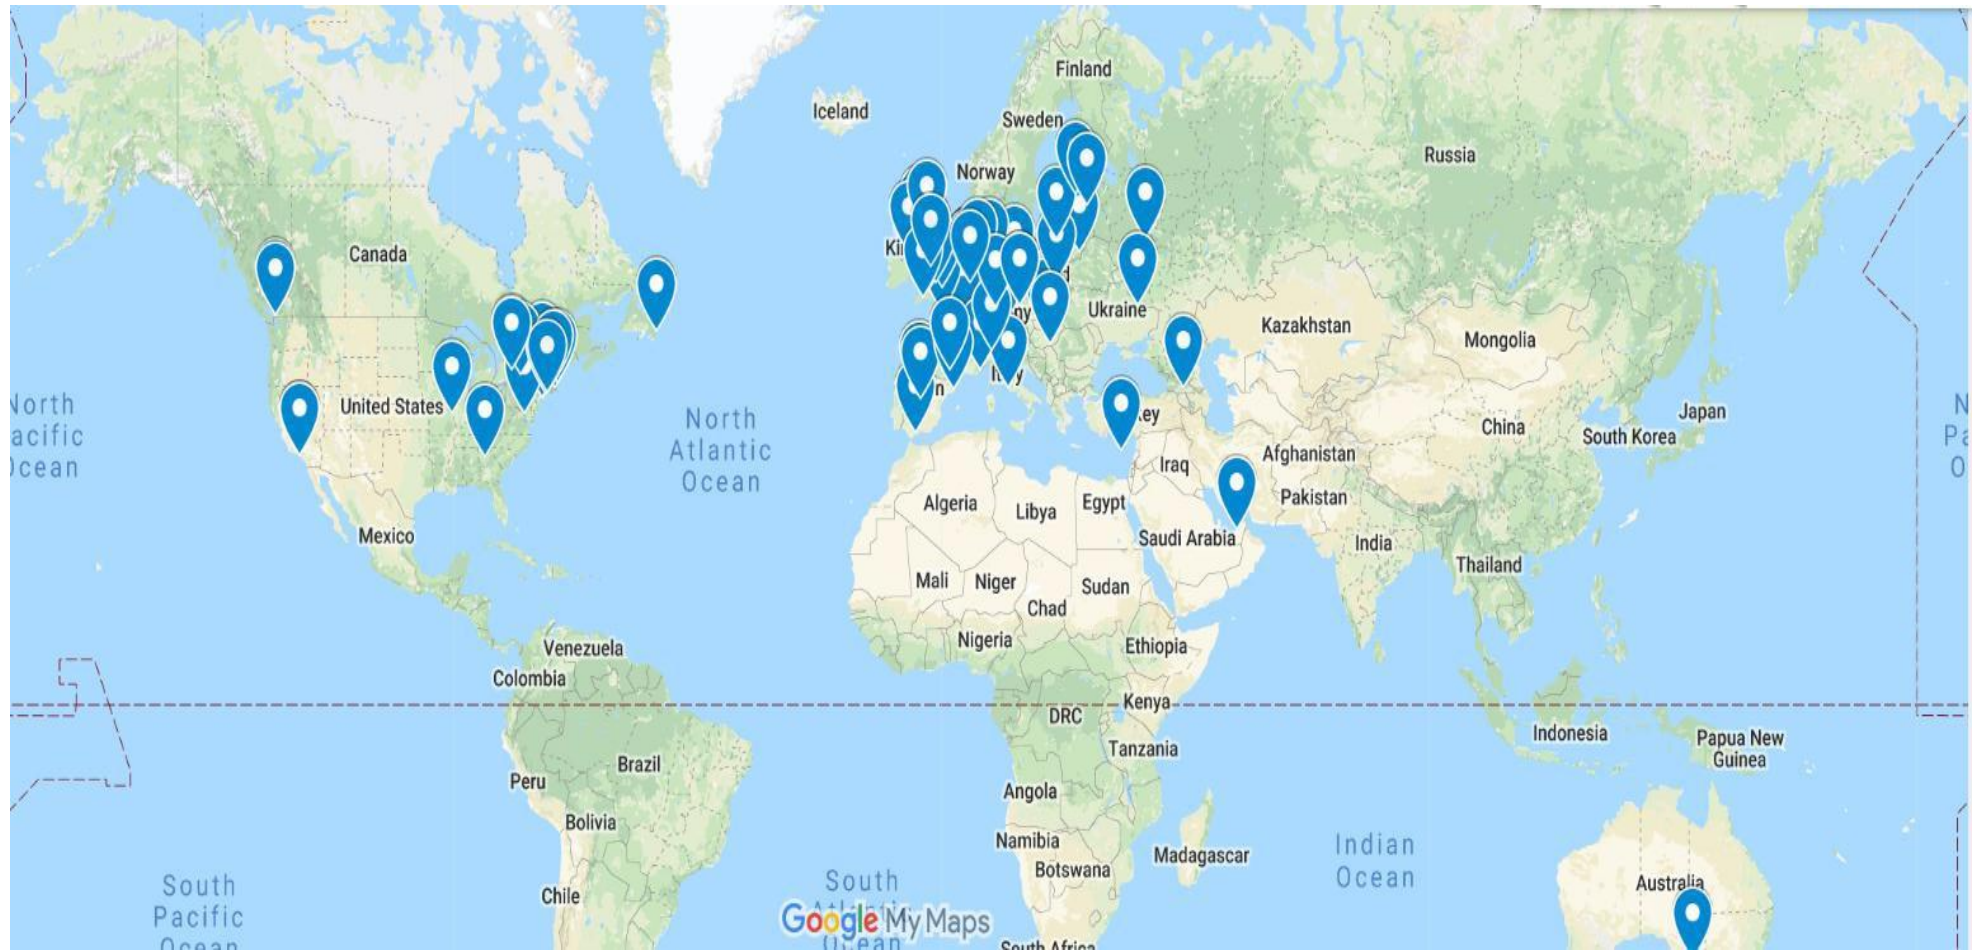 Finland
Iceland
Sweden
Russia
Norway
Canada
Ukraine
Kazakhstan
Mongolia
United States
North
Atlantic
Ocean
China
Japan
South Korea
Iraq
Afghanistan
Algeria
Libya
Egypt
Pakistan
Mexico
Saudi Arabia
India
Thailand
Mali
Niger
Sudan
Chad
Nigeria
Ethiopia
Venezuela
Colombia
Kenya
DRC
Indonesia
Papua New
Guinea
Tanzania
Brazil
Peru
Angola
Bolivia
Namibia
Indian
Ocean
Madagascar
Botswana
South
Pacific
Ocean
Chile
South
Australia
Google My Maps
South Africa